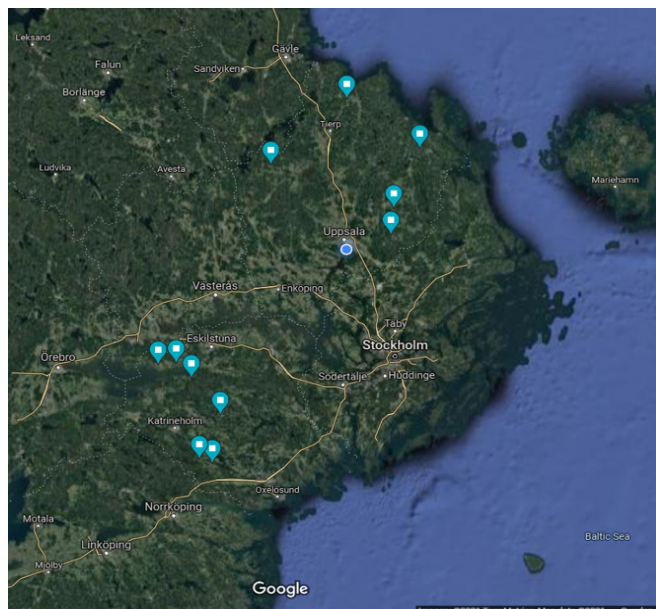 Leksand
Gävle
Falun
Sandviken
Borlänge
Tierp
Ludvika
Avesta
Mariehamn
Uppsala
Västerås
Enköping
Täby
Eskilstuna
Stockholm
Örebro
Södertälje
Huddinge
Katrineholm
Oxelösund
Norrköping
Motala
Baltic Sea
Linköping
Mjölby
Google